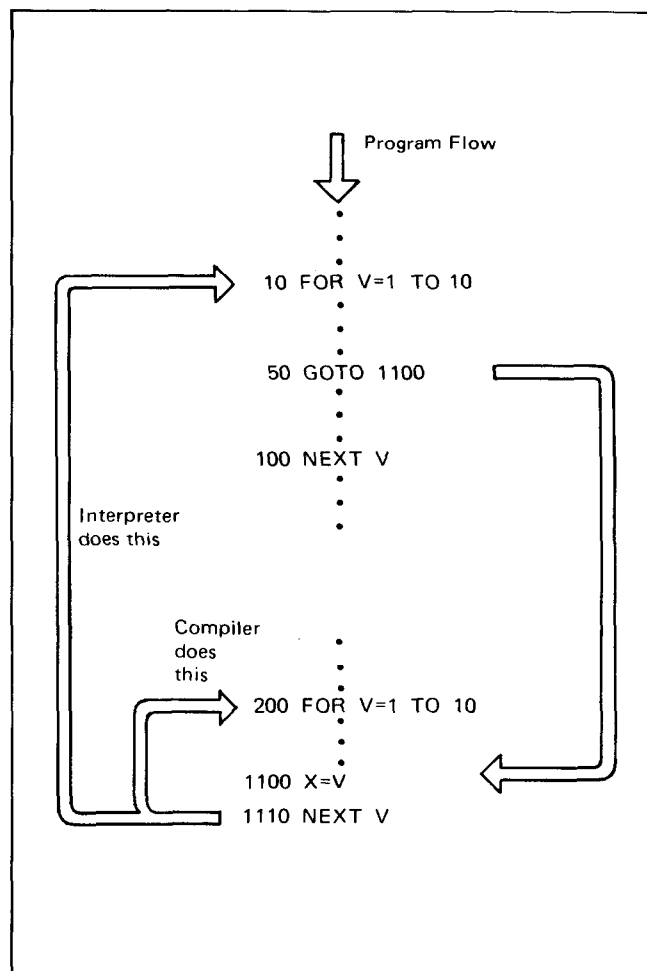 Program Flow
10 FOR V=1 TO 10
50 GOTO 1100
100 NEXT V
Interpreter
does this
Compiler
does
this
200 FOR V=1 TO 10
1100 X=V
1110 NEXT V